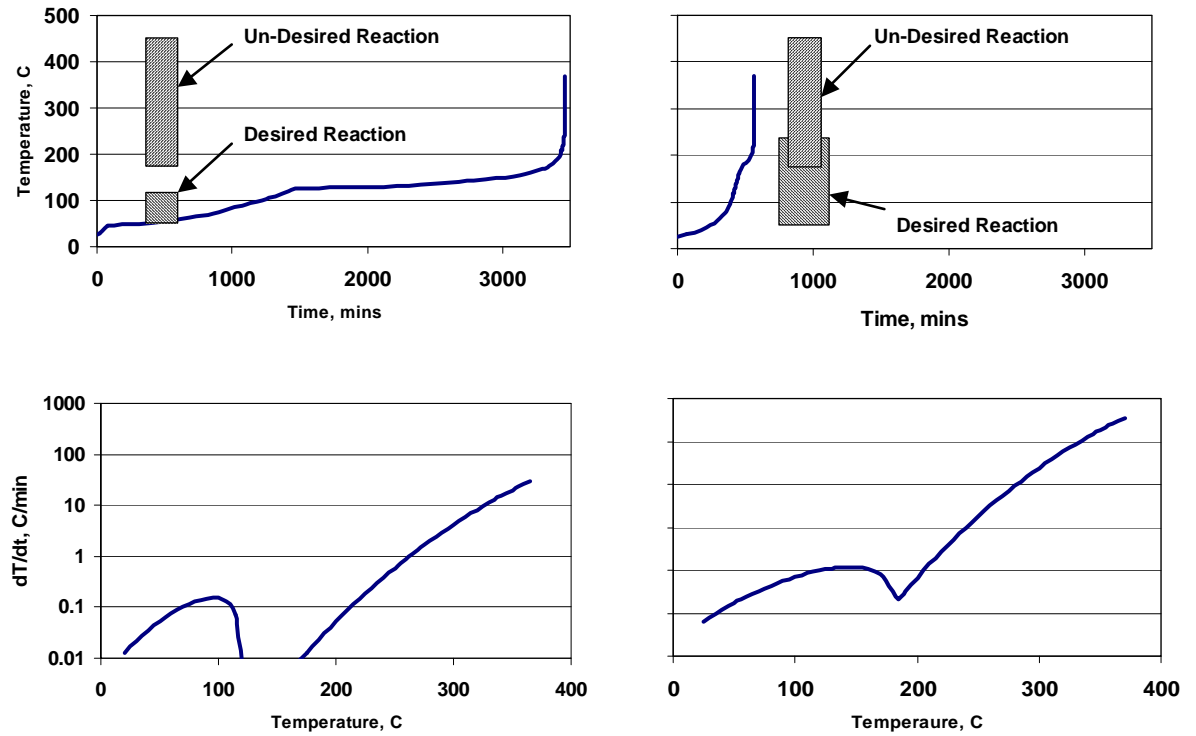 500
400
300
200
100
0
Temperature, C
Un-Desired Reaction
Desired Reaction
0 1000 2000 3000
Time, mins
Un-Desired Reaction
Desired Reaction
0 1000 2000 3000
Time, mins
1000
100
10
1
0.1
0.01
dT/dt, C/min
0 100 200 300 400
Temperature, C
0 100 200 300 400
Temperaure, C